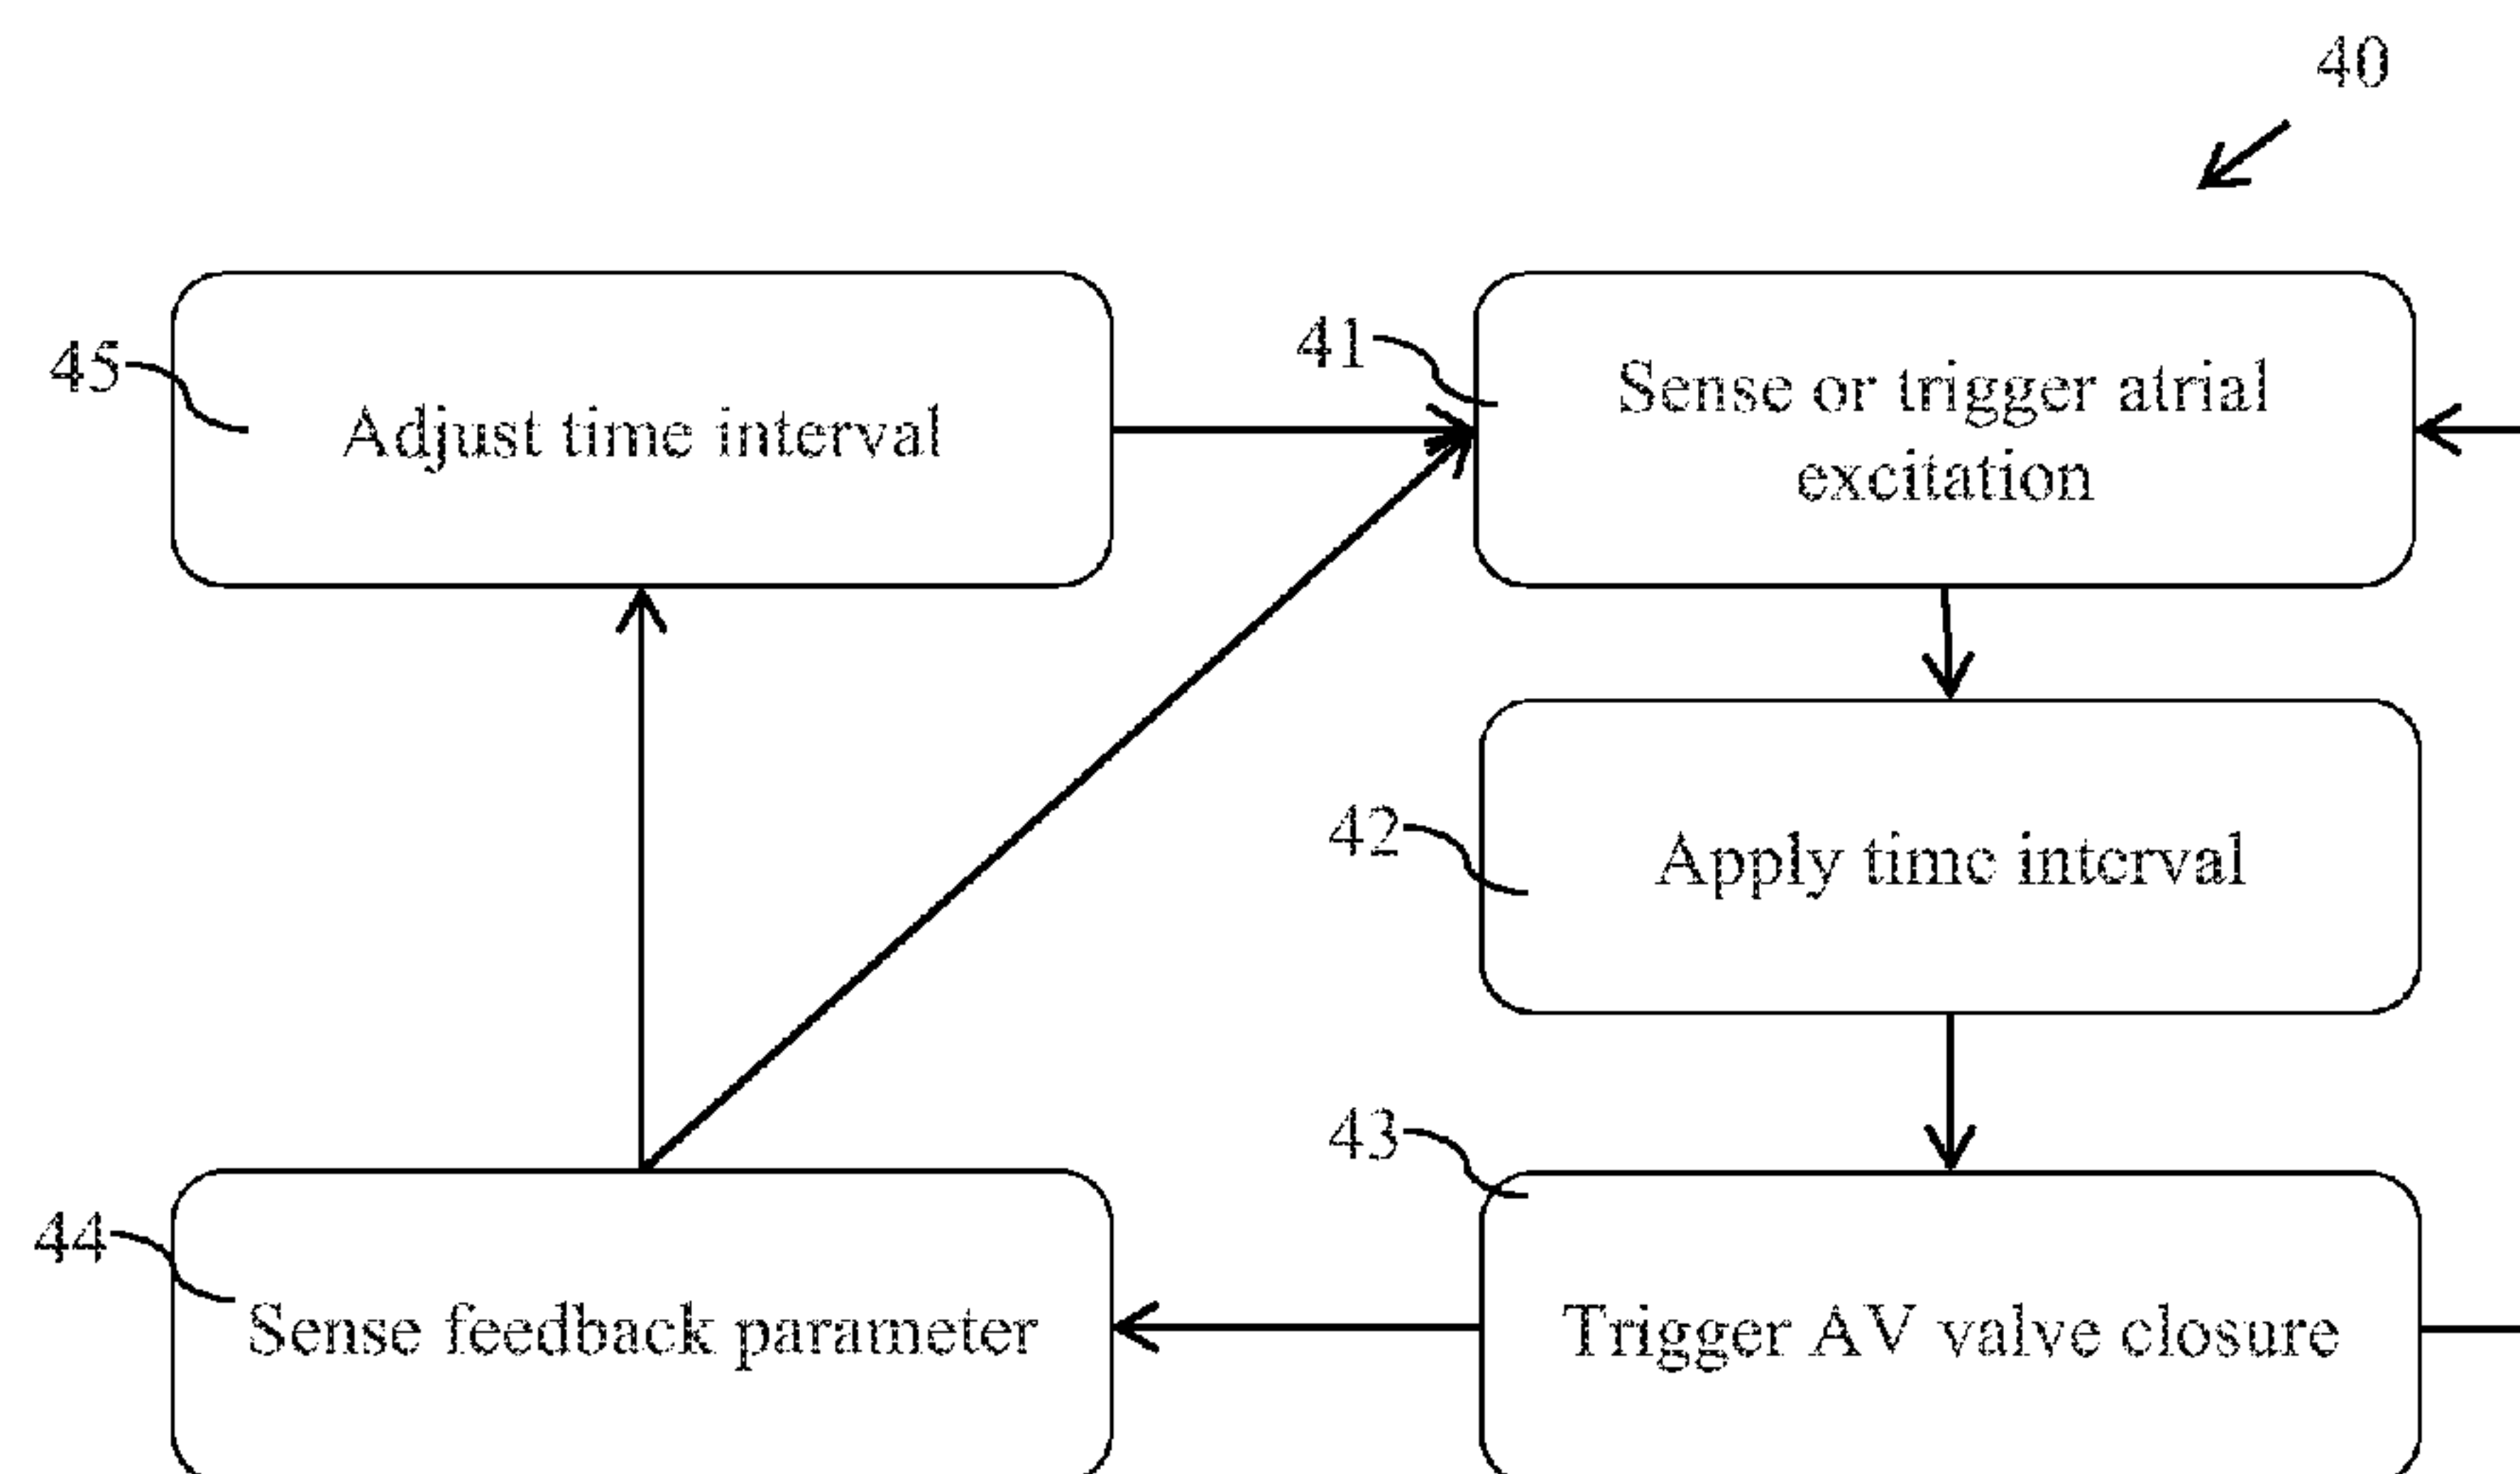 40
45
Adjust time interval
41
Sense or trigger atrial
excitation
42
Apply time interval
43
44
Sense feedback parameter
Trigger AV valve closure